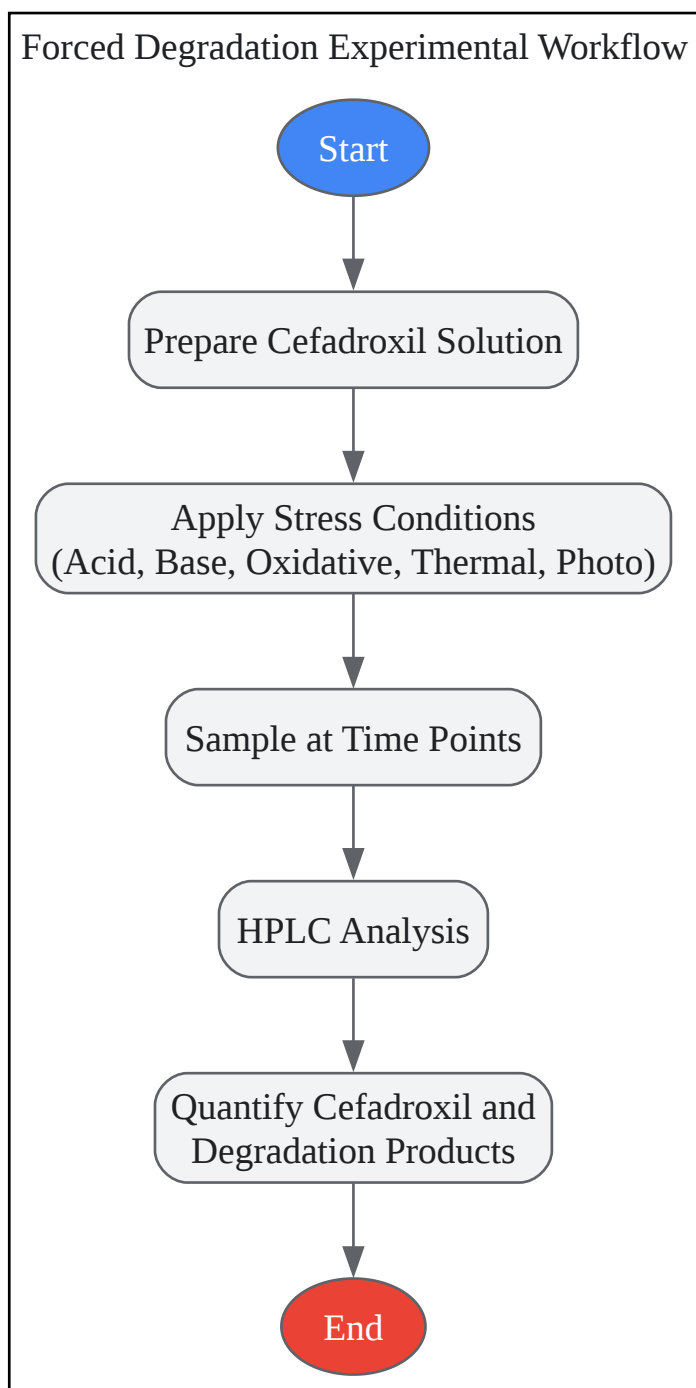 Forced Degradation Experimental Workflow
Start
Prepare Cefadroxil Solution
Apply Stress Conditions
(Acid, Base, Oxidative, Thermal, Photo)
Sample at Time Points
HPLC Analysis
Quantify Cefadroxil and
Degradation Products
End